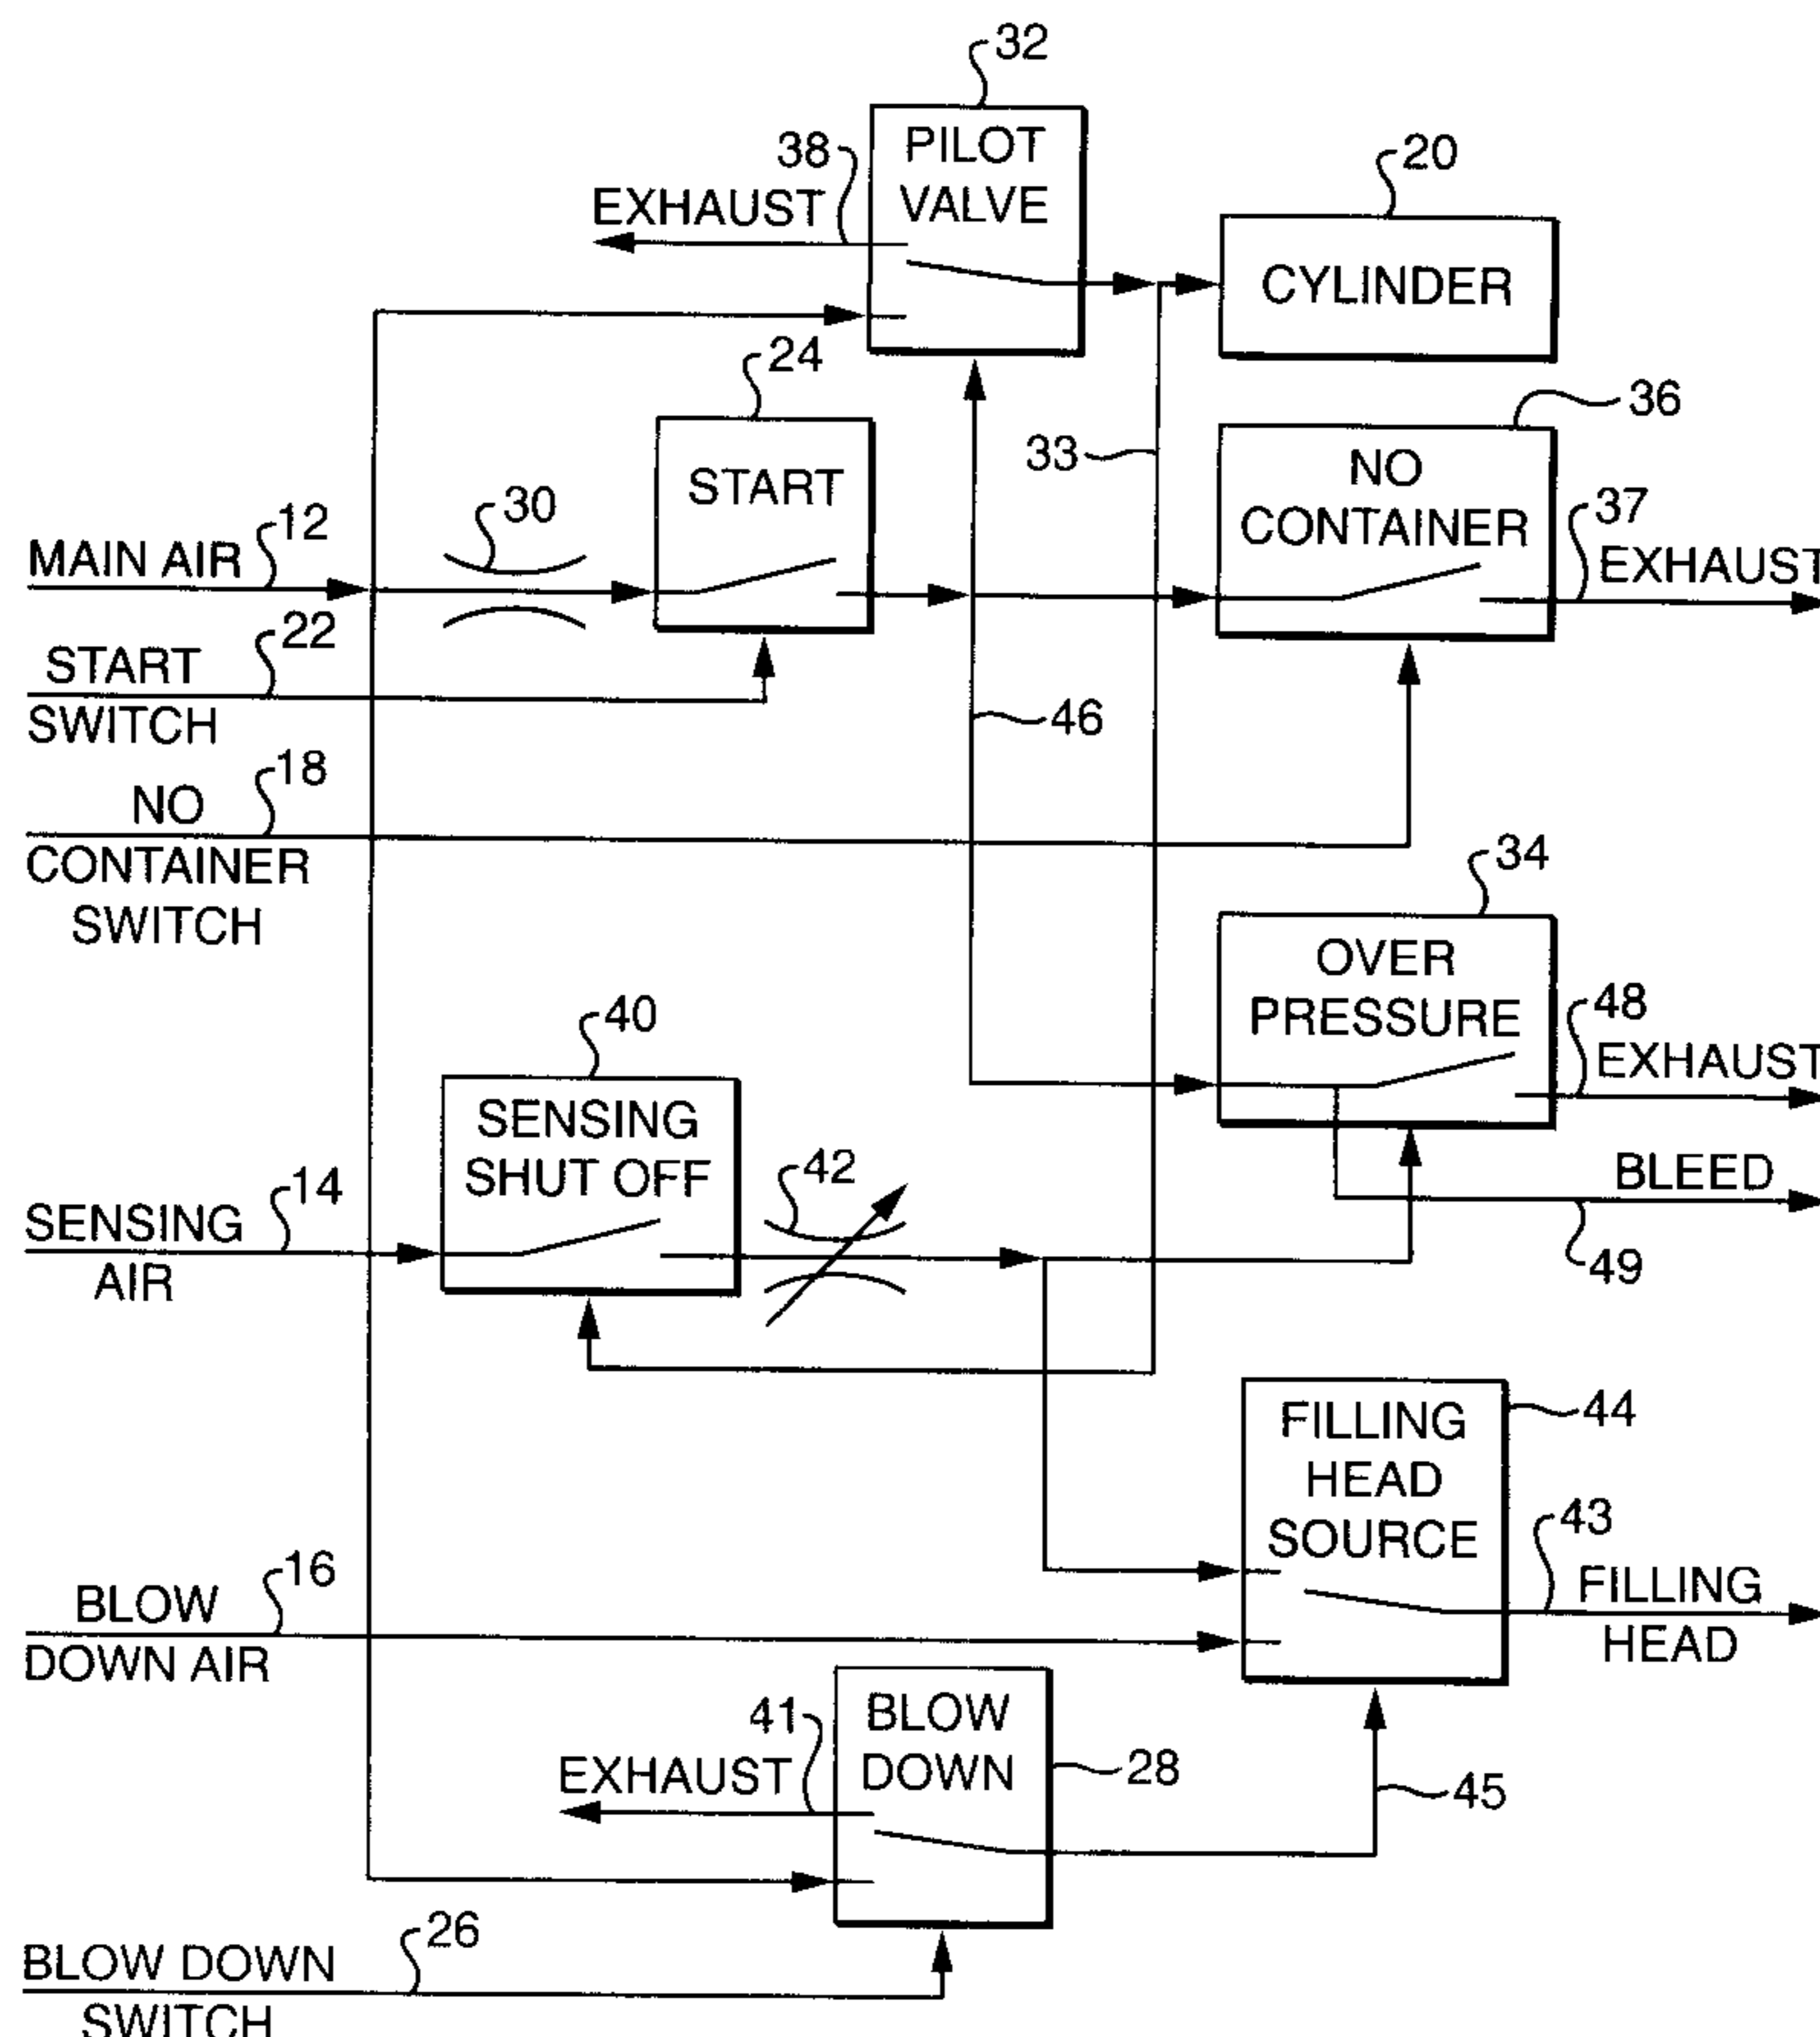 32
PILOT
VALVE
38
EXHAUST
20
CYLINDER
24
START
36
NO
CONTAINER
37
EXHAUST
33
30
12
MAIN AIR
22
START
SWITCH
46
18
NO
CONTAINER
SWITCH
34
OVER
PRESSURE
48
EXHAUST
40
SENSING
SHUT OFF
42
BLEED
49
14
SENSING
AIR
44
FILLING
HEAD
SOURCE
43
FILLING
HEAD
16
BLOW
DOWN AIR
41
EXHAUST
BLOW
DOWN
28
45
26
BLOW DOWN
SWITCH